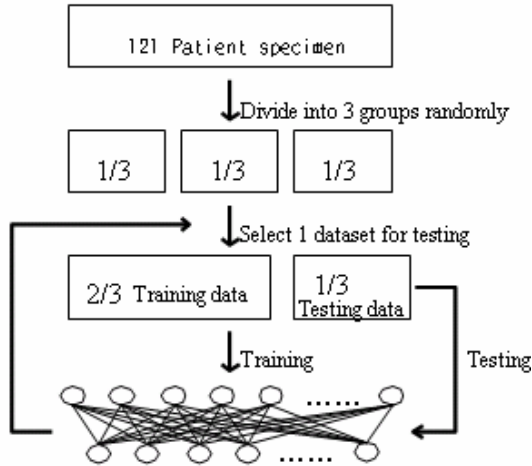 121 Patient specimen
Divide into 3 groups randomly
1/3 1/3 1/3
Select 1 dataset for testing
2/3 Training data
1/3
Testing data
Training
Testing
......
......